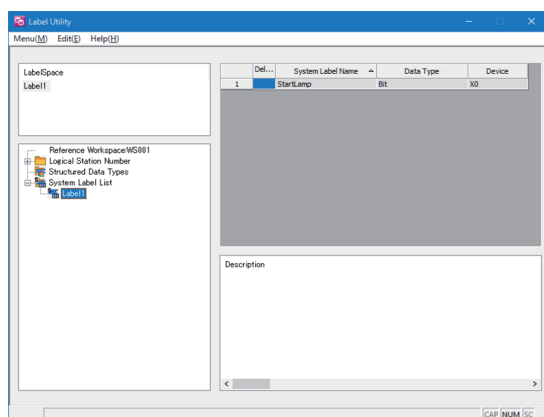 Label Utility
Menu(M) Edit(E) Help(H)
LabelSpace
Label1
Reference Workspace:WS001
Logical Station Number
Structured Data Types
System Label List
Label1
Del... System Label Name Data Type Device
1 StartLamp Bit X0
Description
CAP NUM SC